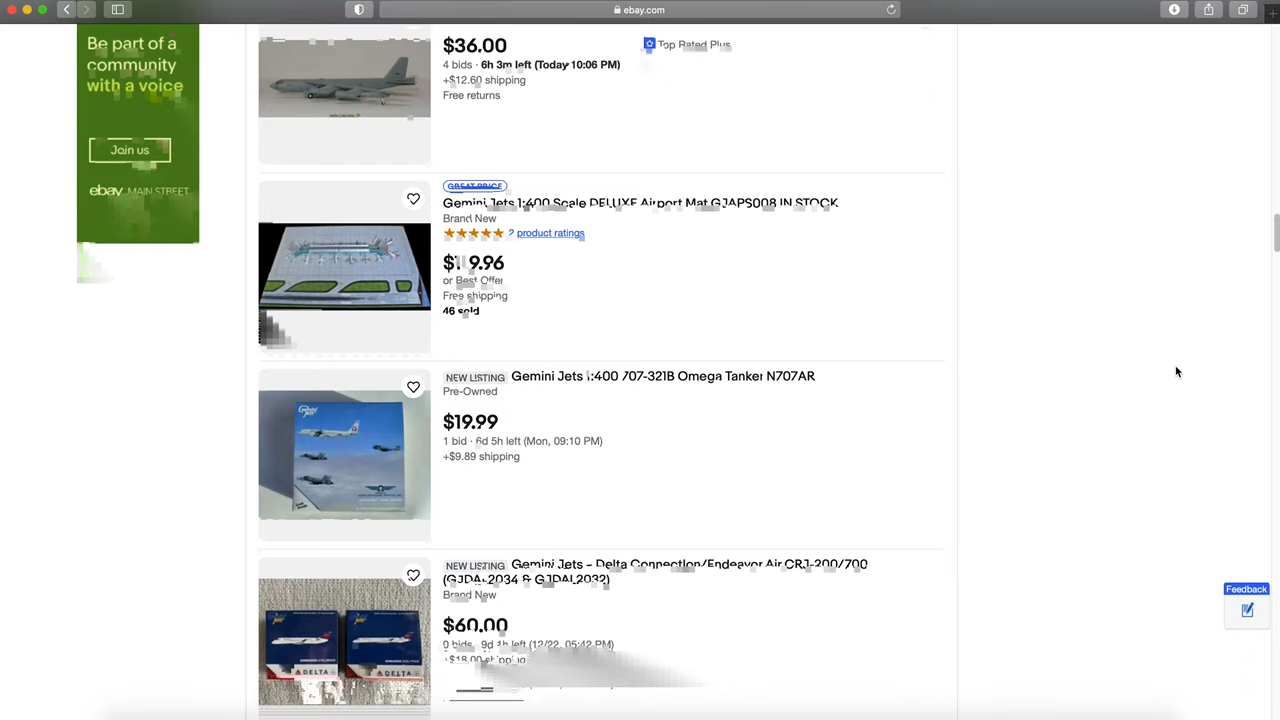 ebay.com
Be part of a
community
with a voice
Join us
ebay MAIN STREET
$36.00
Top Rated Plus
4 bids · 6h 3m left (Today 10:06 PM)
+$12.60 shipping
Free returns
GREAT PRICE
Gemini Jets 1:400 Scale DELUXE Airport Mat GJAPS008 IN STOCK
Brand New
2 product ratings
or Best Offer
Free shipping
46 sold
NEW LISTING Gemini Jets 1:400 707-321B Omega Tanker N707AR
Pre-Owned
$19.99
1 bid · 6d 5h left (Mon, 09:10 PM)
+$9.89 shipping
NEW LISTING Gemini Jets - Delta Connection/Endeavor Air CRJ-200/700
(GJDAL2034 & GJDAL2032)
Brand New
$60.00
0 bids · 9d 1h left (12/22, 05:42 PM)
+$18.00 shipping
DELTA
DELTA
Feedback